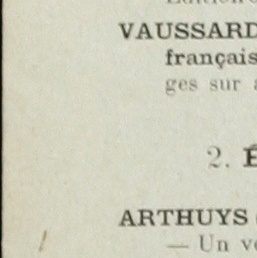 VAUSSARD
français
ges sur
2.
ARTHUYS
— Un